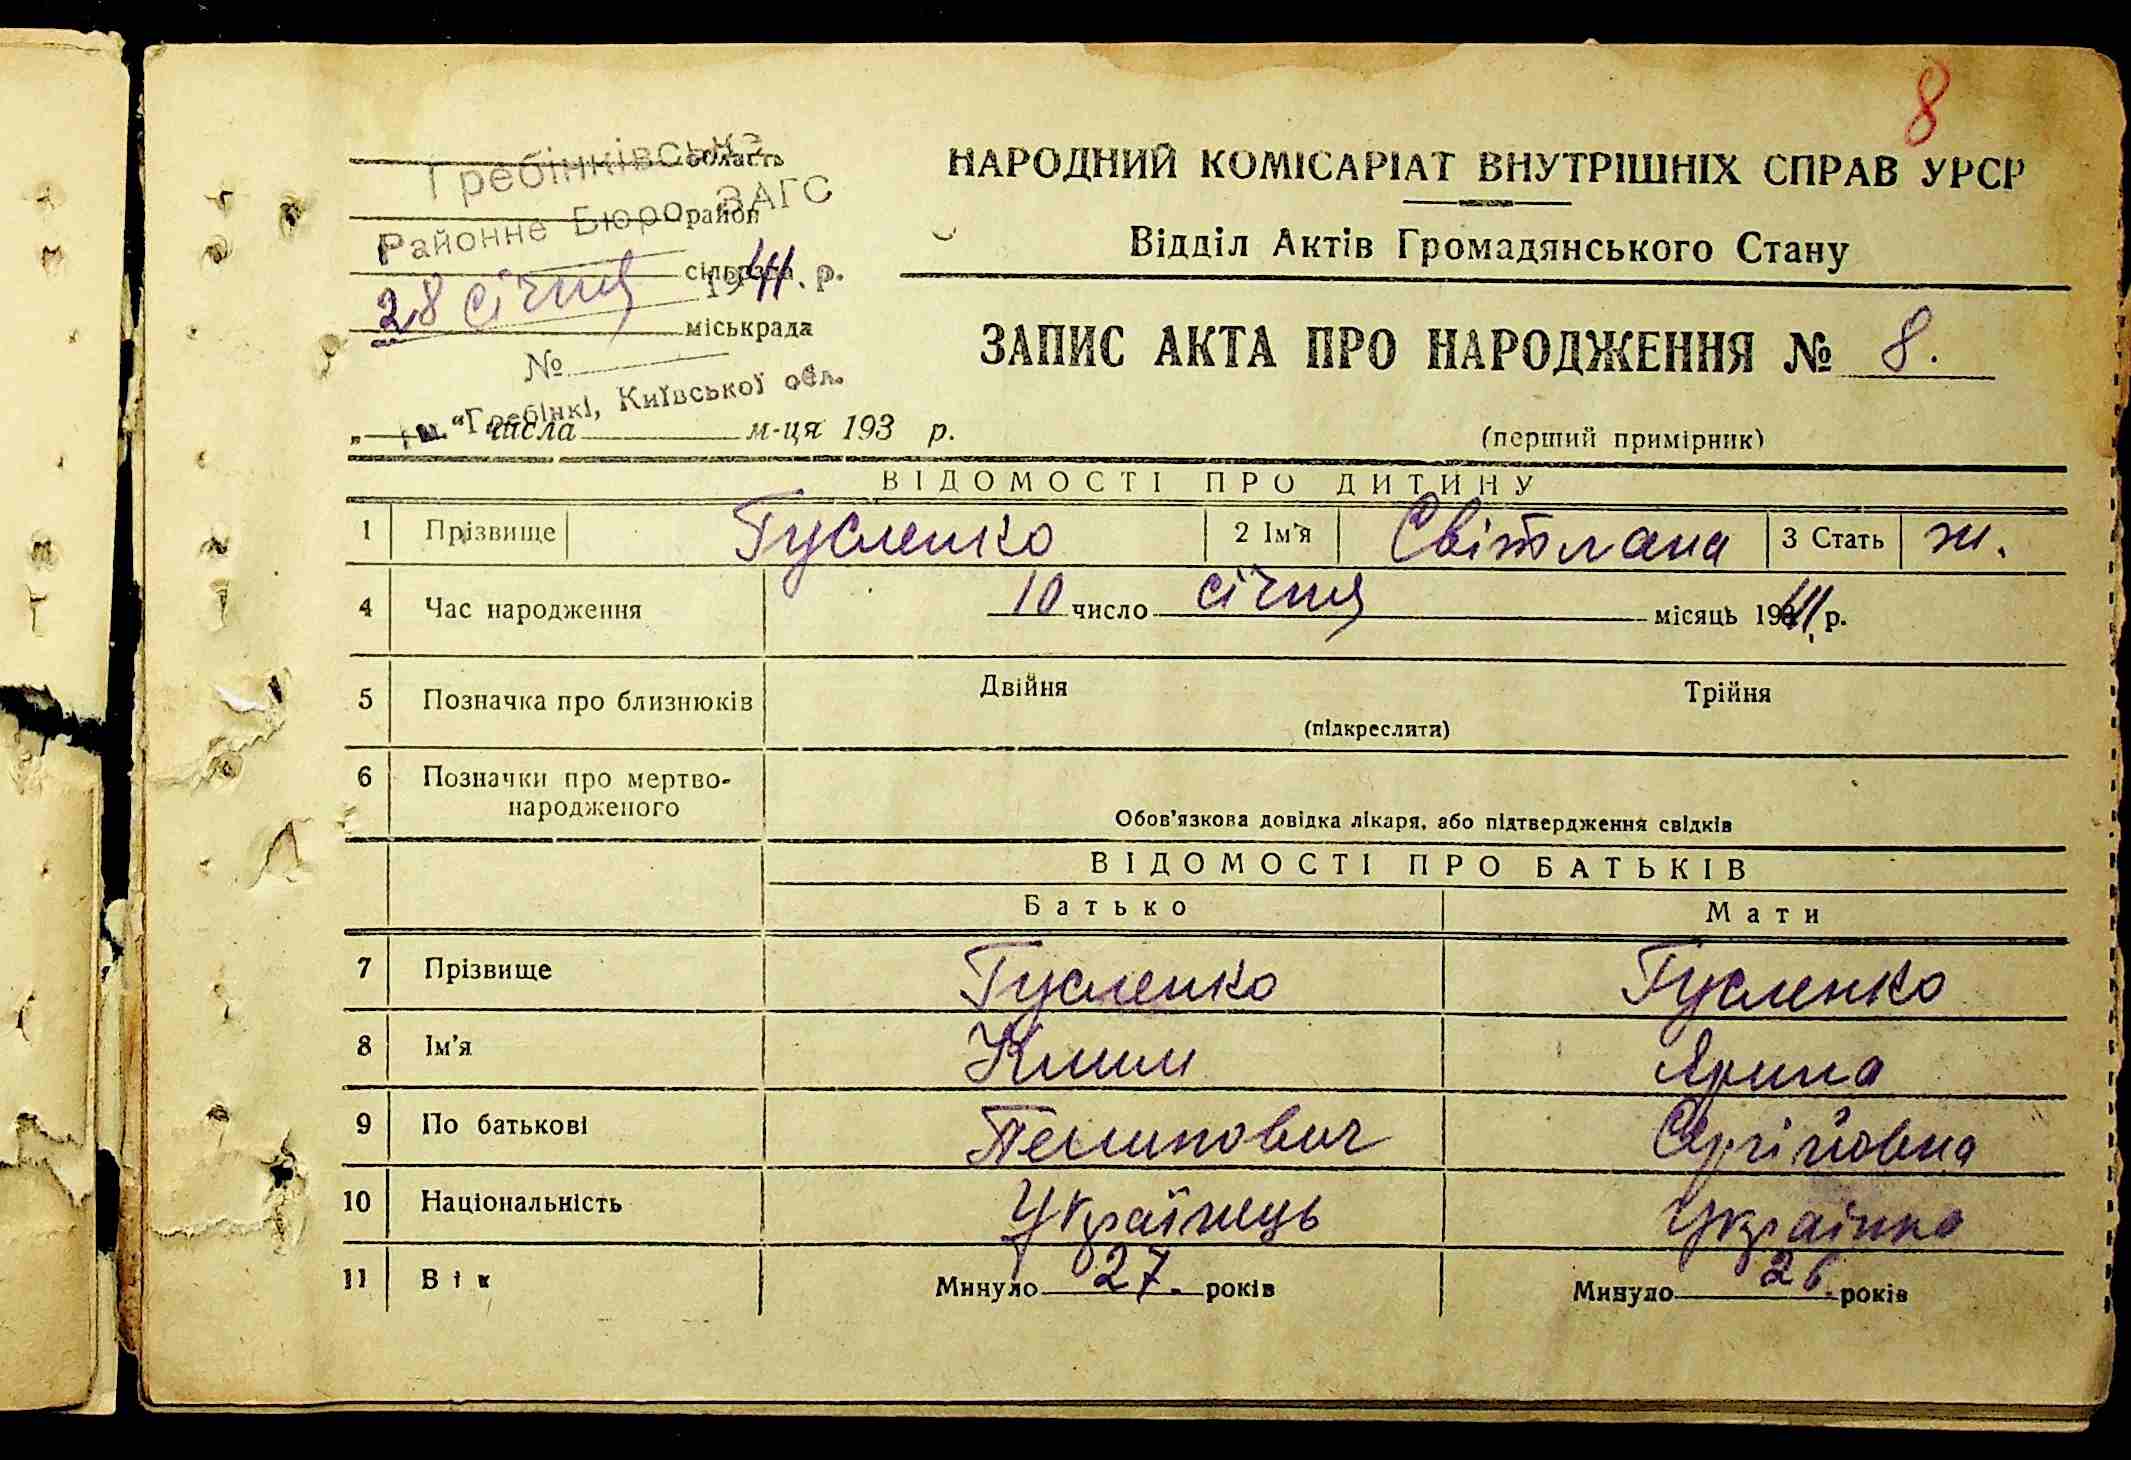 8
Гребінківське область
Районне Бюро ЗАГС район
28 січня 1941. р. сільрада
міськрада
№
м. Гребінкі, Київської обл.
„ " числа м-ця 193 р.
НАРОДНИЙ КОМІСАРІАТ ВНУТРІШНІХ СПРАВ УРСР
Відділ Актів Громадянського Стану
ЗАПИС АКТА ПРО НАРОДЖЕННЯ № 8.
(перший примірник)
ВІДОМОСТІ ПРО ДИТИНУ
1 Прізвище Гусленко 2 Ім'я Світлана 3 Стать ж.
4 Час народження 10 число січня місяць 1941 р.
5 Позначка про близнюків Двійня Трійня
(підкреслити)
6 Позначки про мертво-
народженого
Обов'язкова довідка лікаря, або підтвердження свідків
ВІДОМОСТІ ПРО БАТЬКІВ
Батько Мати
7 Прізвище Гусленко Гусленко
8 Ім'я Клим Ярина
9 По батькові Пелипович Сергіївна
10 Національність Українець Українка
11 Вік Минуло 27. років Минуло 26. років